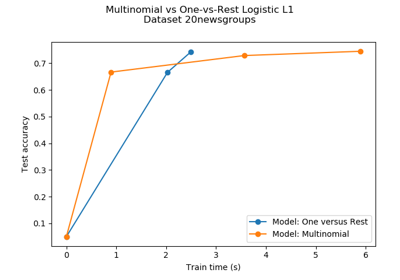 Multinomial vs One-vs-Rest Logistic L1
Dataset 20newsgroups
0.7
0.6
0.5
0.4
0.3
0.2
0.1
Test accuracy
Model: One versus Rest
Model: Multinomial
0 1 2 3 4 5 6
Train time (s)